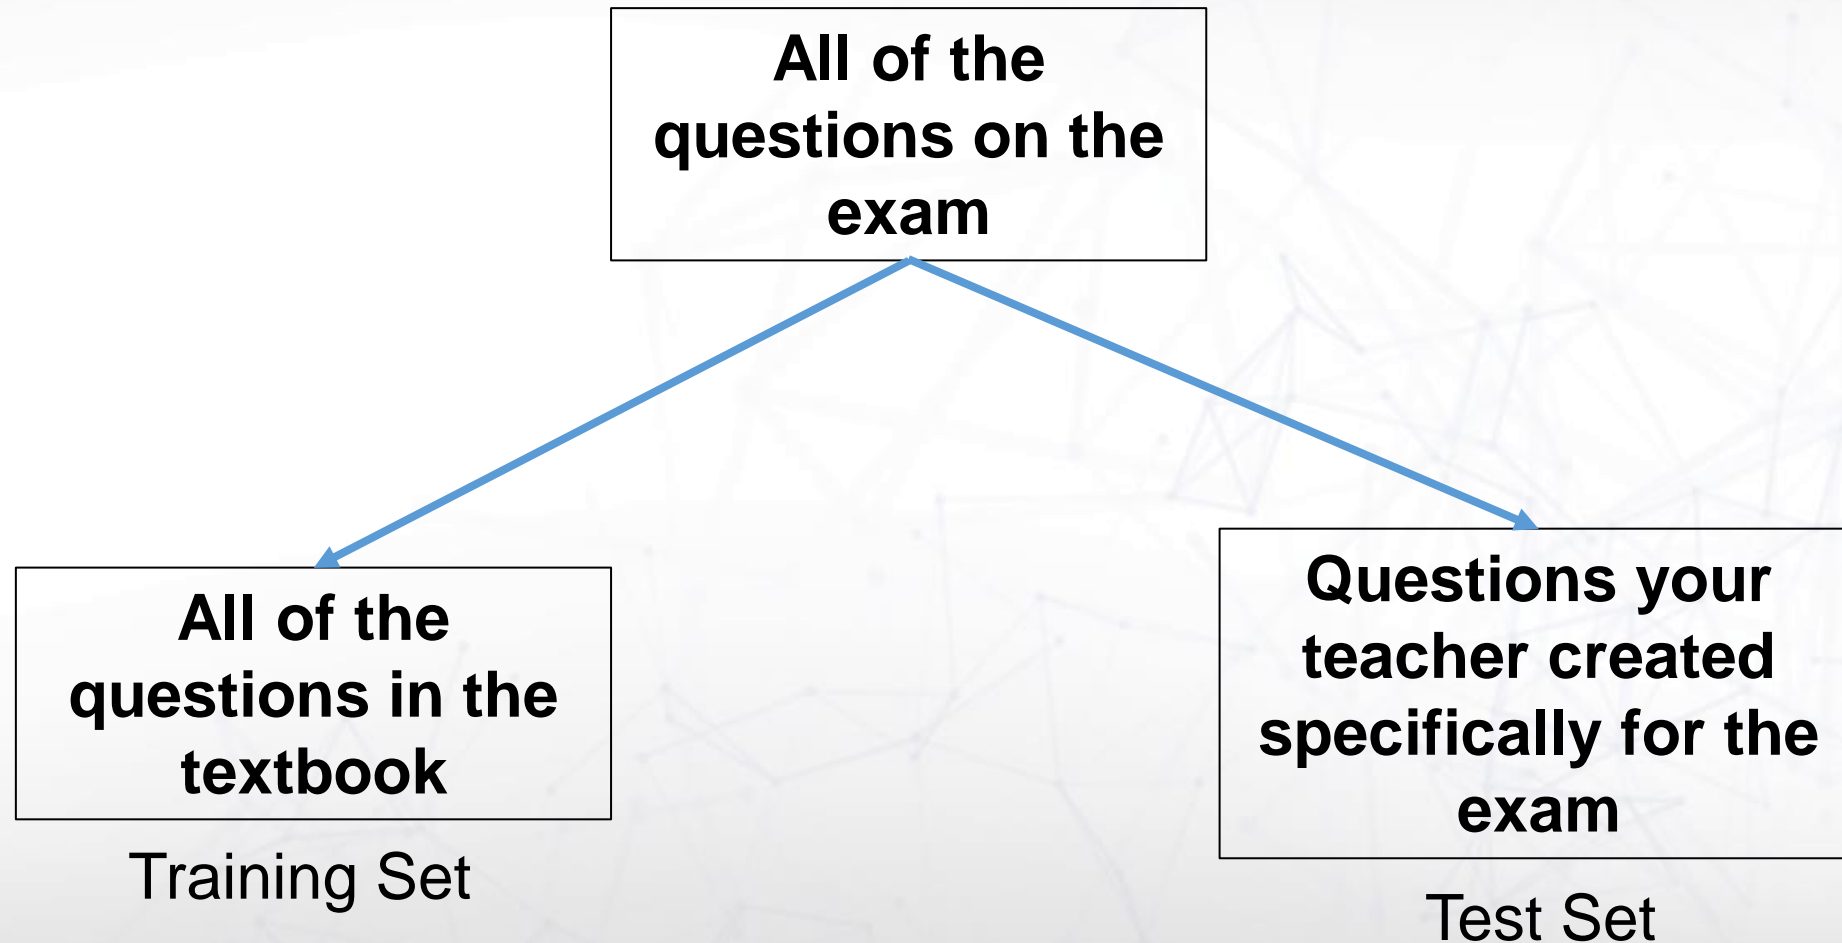 All of the
questions on the
exam
All of the
questions in the
textbook
Training Set
Questions your
teacher created
specifically for the
exam
Test Set